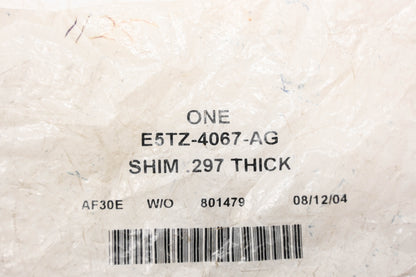 ONE
E5TZ-4067-AG
SHIM .297 THICK
AF30E W/O 801479 08/12/04